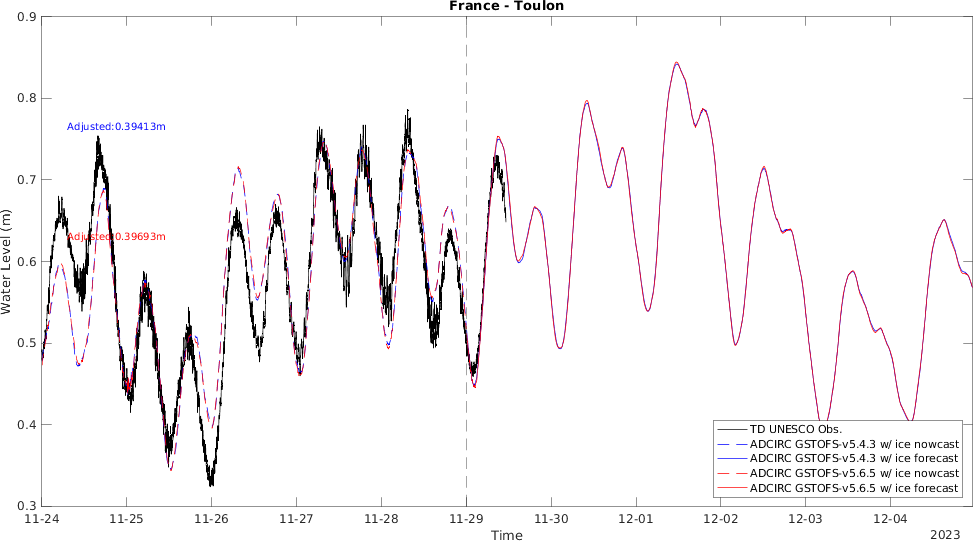 France - Toulon
0.9
0.8
0.7
0.6
0.5
0.4
0.3
Water Level (m)
Adjusted:0.39413m
Adjusted:0.39693m
TD UNESCO Obs.
ADCIRC GSTOFS-v5.4.3 w/ ice nowcast
ADCIRC GSTOFS-v5.4.3 w/ ice forecast
ADCIRC GSTOFS-v5.6.5 w/ ice nowcast
ADCIRC GSTOFS-v5.6.5 w/ ice forecast
11-24 11-25 11-26 11-27 11-28 11-29 11-30 12-01 12-02 12-03 12-04
Time
2023